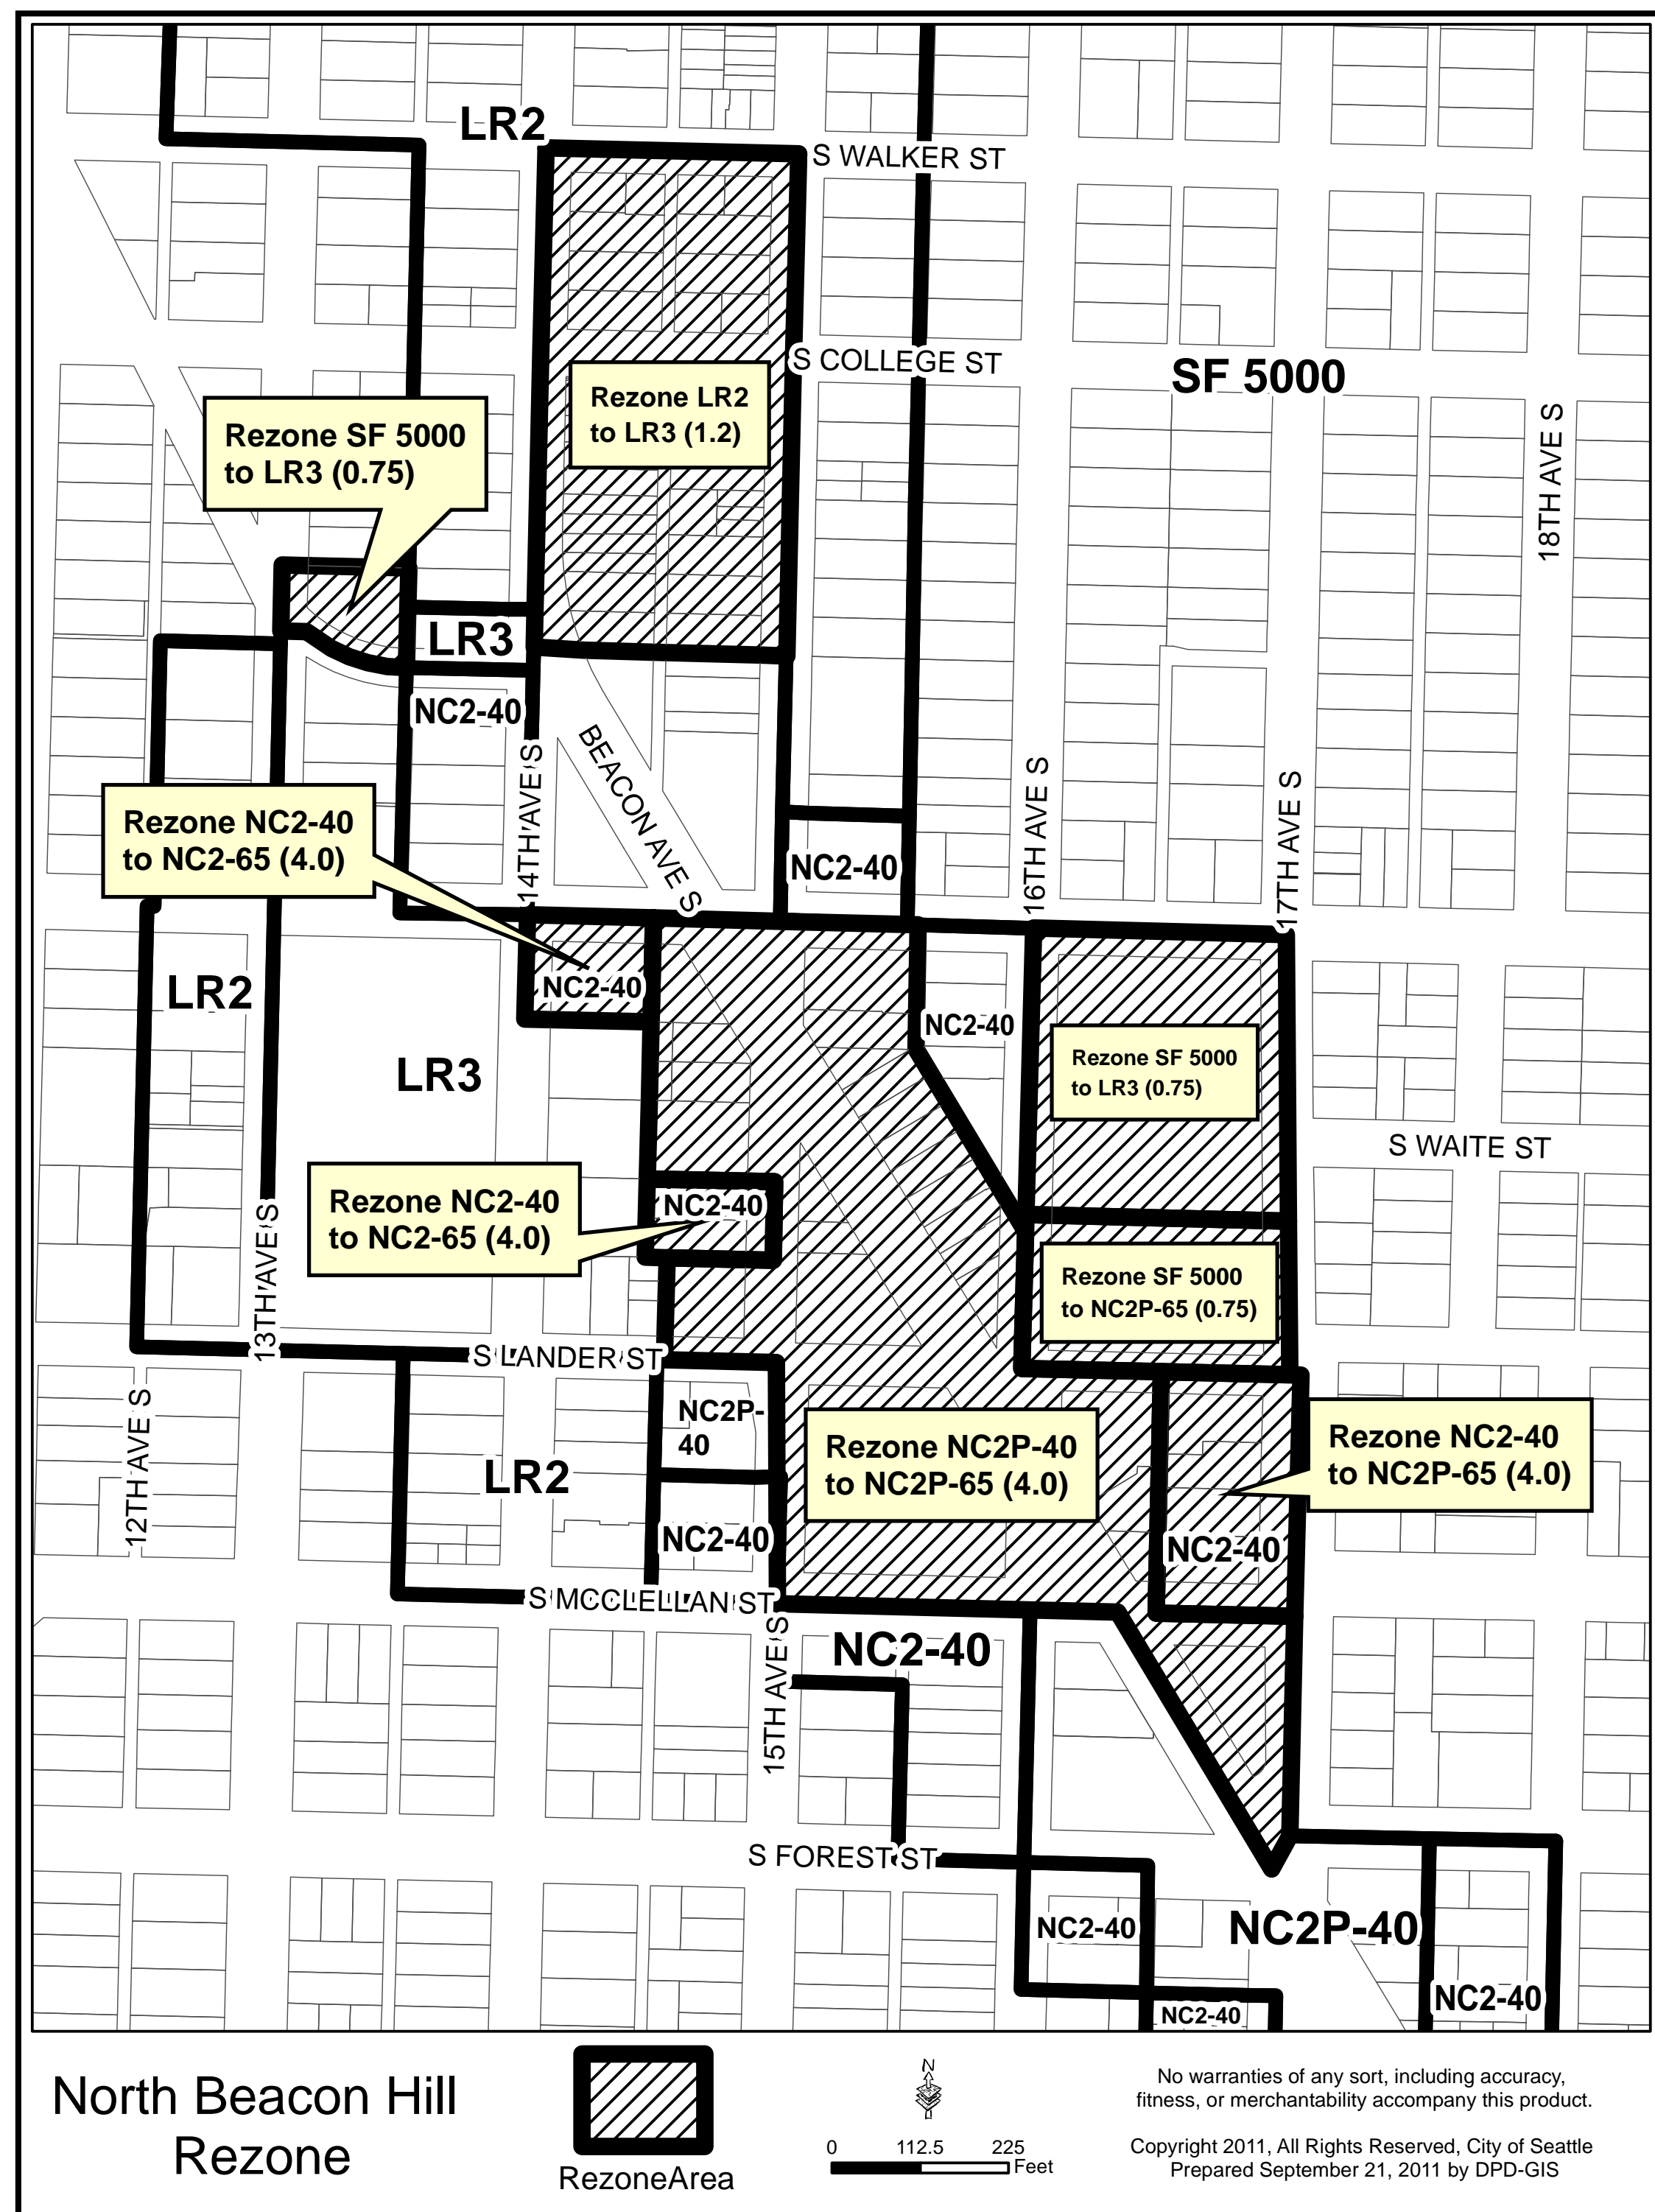 LR2
S WALKER ST
S COLLEGE ST
SF 5000
Rezone LR2
to LR3 (1.2)
Rezone SF 5000
to LR3 (0.75)
18TH AVE S
LR3
NC2-40
BEACON AVE S
14TH AVE S
16TH AVE S
17TH AVE S
Rezone NC2-40
to NC2-65 (4.0)
NC2-40
NC2-40
LR2
NC2-40
LR3
Rezone SF 5000
to LR3 (0.75)
S WAITE ST
Rezone NC2-40
to NC2-65 (4.0)
NC2-40
13TH AVE S
Rezone SF 5000
to NC2P-65 (0.75)
S LANDER ST
12TH AVE S
NC2P-
40
LR2
Rezone NC2P-40
to NC2P-65 (4.0)
Rezone NC2-40
to NC2P-65 (4.0)
NC2-40
NC2-40
S MCCLELLAN ST
NC2-40
15TH AVE S
S FOREST ST
NC2-40
NC2P-40
NC2-40
NC2-40
North Beacon Hill
Rezone
RezoneArea
N
0 112.5 225
Feet
No warranties of any sort, including accuracy,
fitness, or merchantability accompany this product.
Copyright 2011, All Rights Reserved, City of Seattle
Prepared September 21, 2011 by DPD-GIS